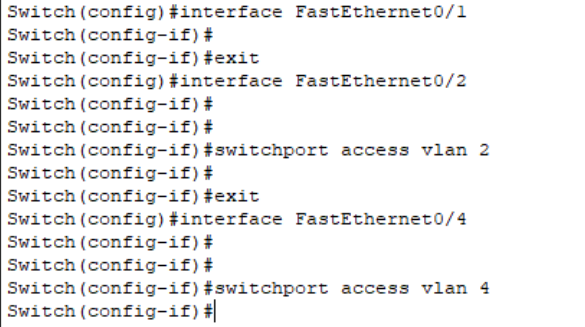 Switch(config)#interface FastEthernet0/1
Switch(config-if)#
Switch(config-if)#exit
Switch(config)#interface FastEthernet0/2
Switch(config-if)#
Switch(config-if)#
Switch(config-if)#switchport access vlan 2
Switch(config-if)#
Switch(config-if)#exit
Switch(config)#interface FastEthernet0/4
Switch(config-if)#
Switch(config-if)#
Switch(config-if)#switchport access vlan 4
Switch(config-if)#